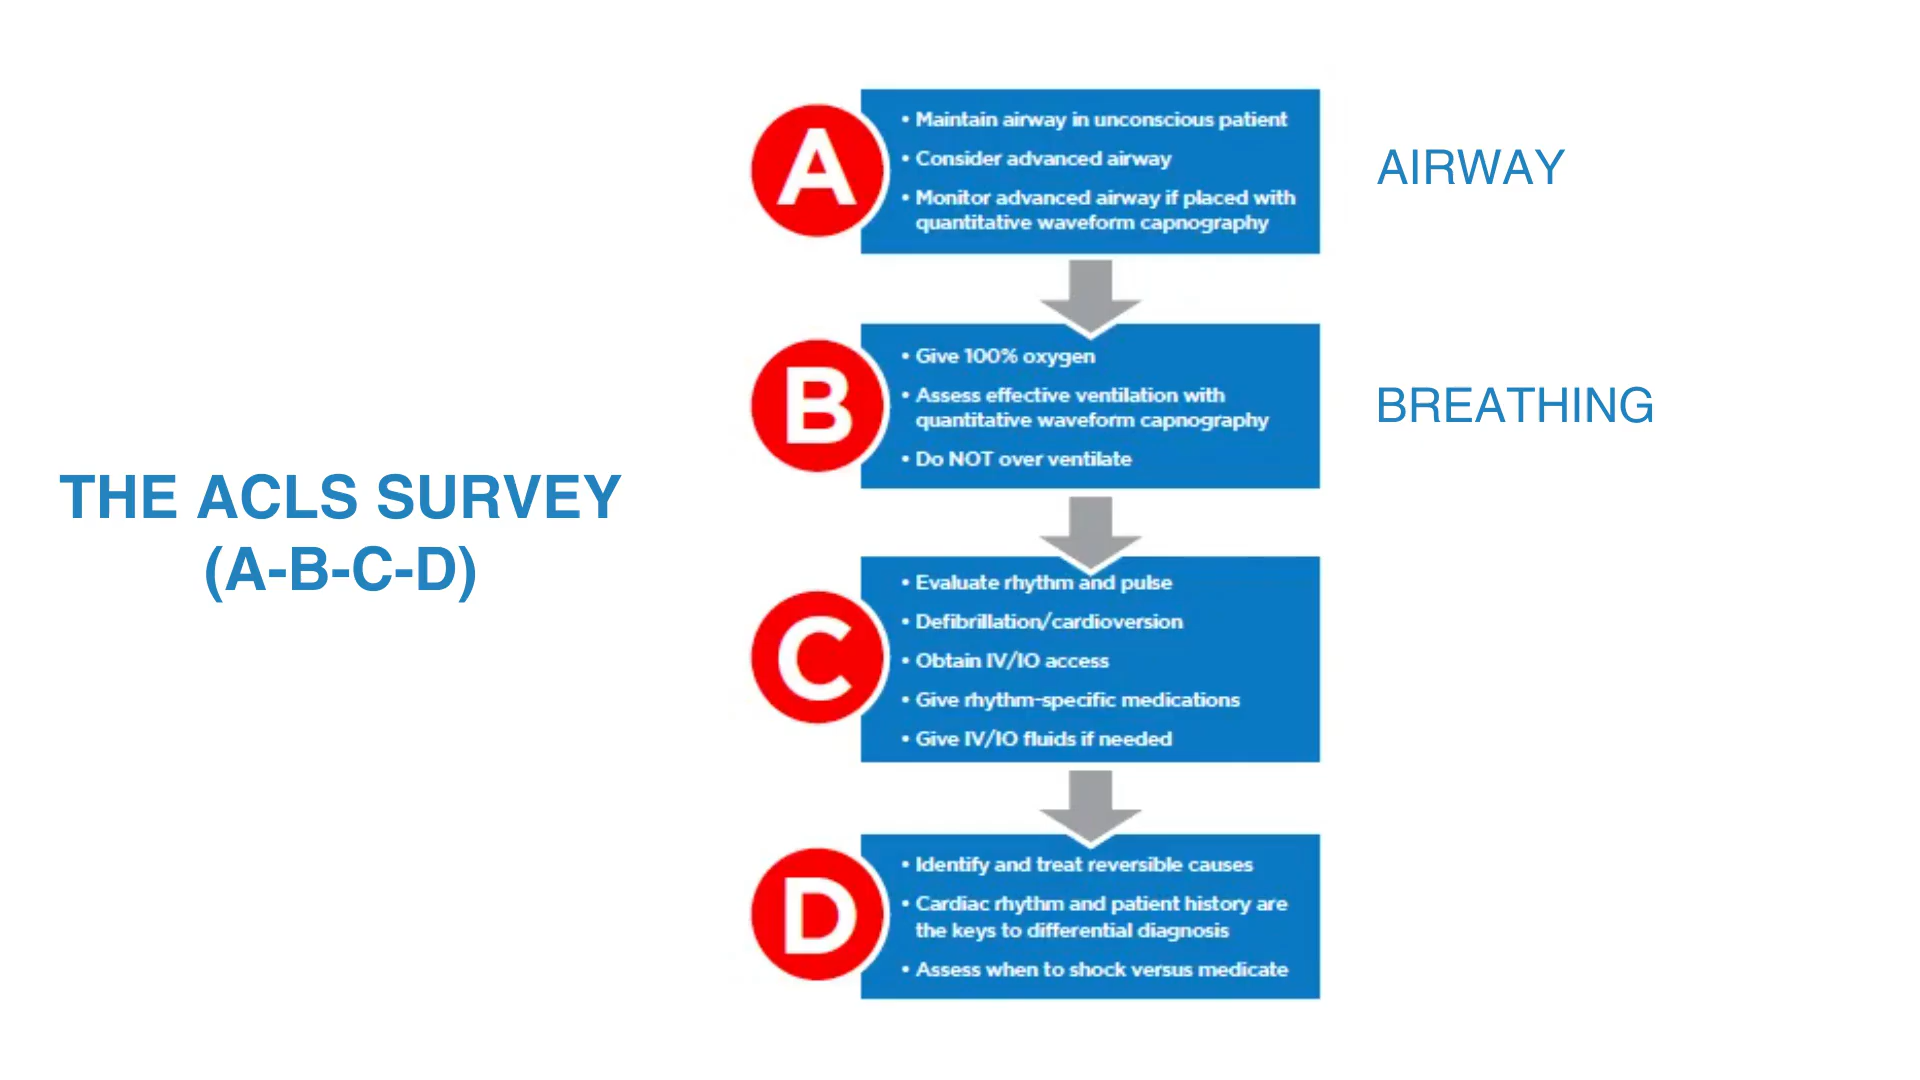 THE ACLS SURVEY
(A-B-C-D)
A
• Maintain airway in unconscious patient
• Consider advanced airway
• Monitor advanced airway if placed with
quantitative waveform capnography
AIRWAY
B
• Give 100% oxygen
• Assess effective ventilation with
quantitative waveform capnography
• Do NOT over ventilate
BREATHING
C
• Evaluate rhythm and pulse
• Defibrillation/cardioversion
• Obtain IV/IO access
• Give rhythm-specific medications
• Give IV/IO fluids if needed
D
• Identify and treat reversible causes
• Cardiac rhythm and patient history are
the keys to differential diagnosis
• Assess when to shock versus medicate